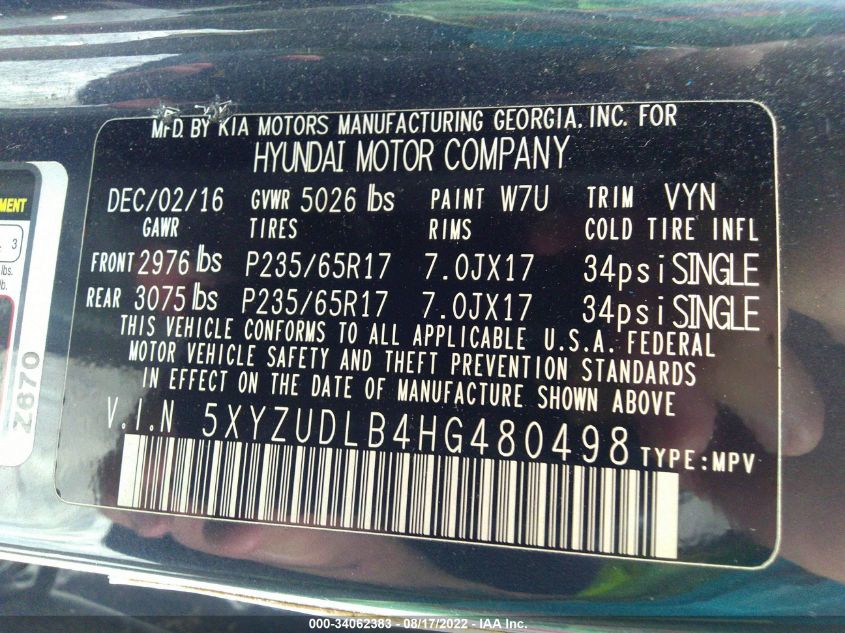 MFD. BY KIA MOTORS MANUFACTURING GEORGIA, INC. FOR
HYUNDAI MOTOR COMPANY
DEC/02/16 GVWR 5026 lbs PAINT W7U TRIM VYN
GAWR TIRES RIMS COLD TIRE INFL
FRONT 2976 lbs P235/65R17 7.0JX17 34psi SINGLE
REAR 3075 lbs P235/65R17 7.0JX17 34psi SINGLE
THIS VEHICLE CONFORMS TO ALL APPLICABLE U.S.A. FEDERAL
MOTOR VEHICLE SAFETY AND THEFT PREVENTION STANDARDS
IN EFFECT ON THE DATE OF MANUFACTURE SHOWN ABOVE.
V.I.N 5XYZUDLB4HG480498 TYPE:MPV
3
lbs.
Z870
000-34062383 - 08/17/2022 - IAA Inc.